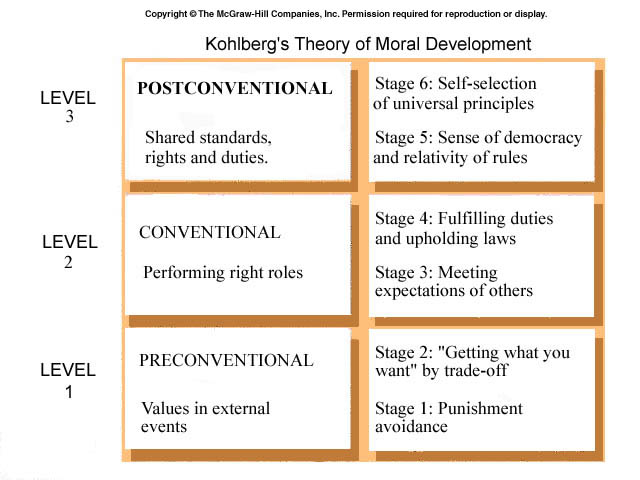 Copyright © The McGraw-Hill Companies, Inc. Permission required for reproduction or display.
Kohlberg's Theory of Moral Development
LEVEL
3
POSTCONVENTIONAL
Shared standards,
rights and duties.
Stage 6: Self-selection
of universal principles
Stage 5: Sense of democracy
and relativity of rules
LEVEL
2
CONVENTIONAL
Performing right roles
Stage 4: Fulfilling duties
and upholding laws
Stage 3: Meeting
expectations of others
LEVEL
1
PRECONVENTIONAL
Values in external
events
Stage 2: "Getting what you
want" by trade-off
Stage 1: Punishment
avoidance